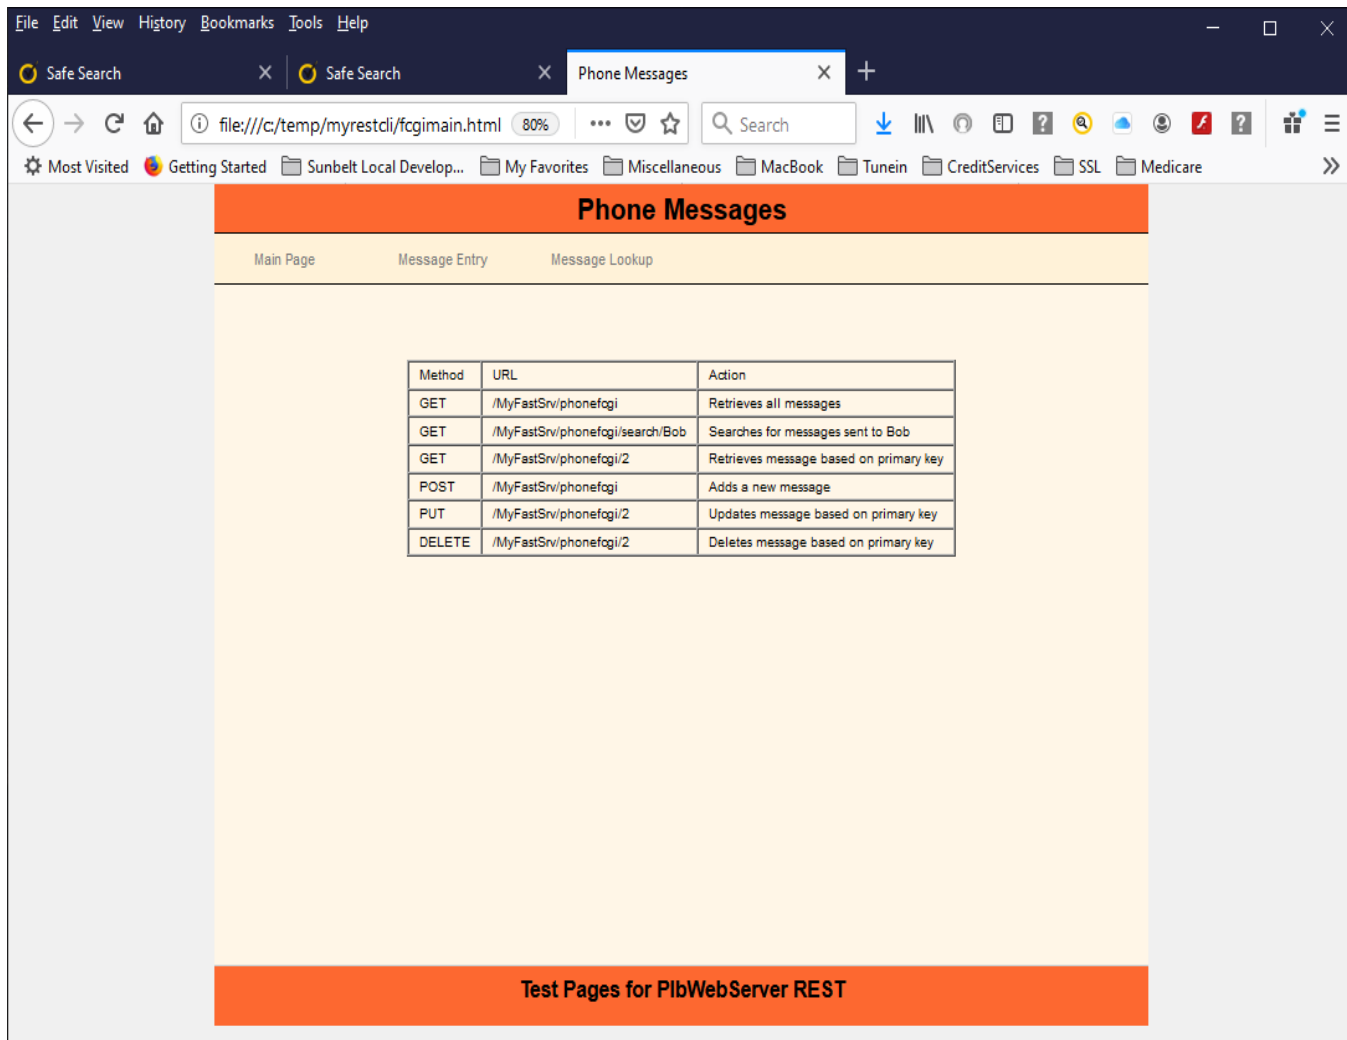 File Edit View History Bookmarks Tools Help
Safe Search Safe Search Phone Messages
file:///c:/temp/myrestcli/fcgimain.html 80% Search
Most Visited Getting Started Sunbelt Local Develop... My Favorites Miscellaneous MacBook Tunein CreditServices SSL Medicare
Phone Messages
Main Page Message Entry Message Lookup
Method URL Action
GET /MyFastSrv/phonefcgi Retrieves all messages
GET /MyFastSrv/phonefcgi/search/Bob Searches for messages sent to Bob
GET /MyFastSrv/phonefcgi/2 Retrieves message based on primary key
POST /MyFastSrv/phonefcgi Adds a new message
PUT /MyFastSrv/phonefcgi/2 Updates message based on primary key
DELETE /MyFastSrv/phonefcgi/2 Deletes message based on primary key
Test Pages for PlbWebServer REST